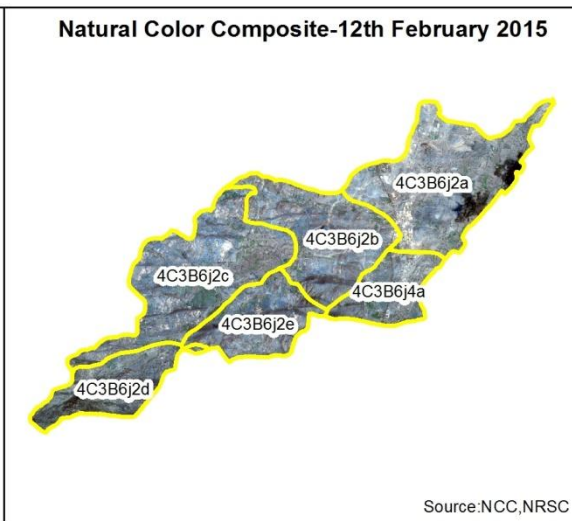 Natural Color Composite-12th February 2015
4C3B6j2a
4C3B6j2b
4C3B6j2c
4C3B6j4a
4C3B6j2e
4C3B6j2d
Source:NCC,NRSC